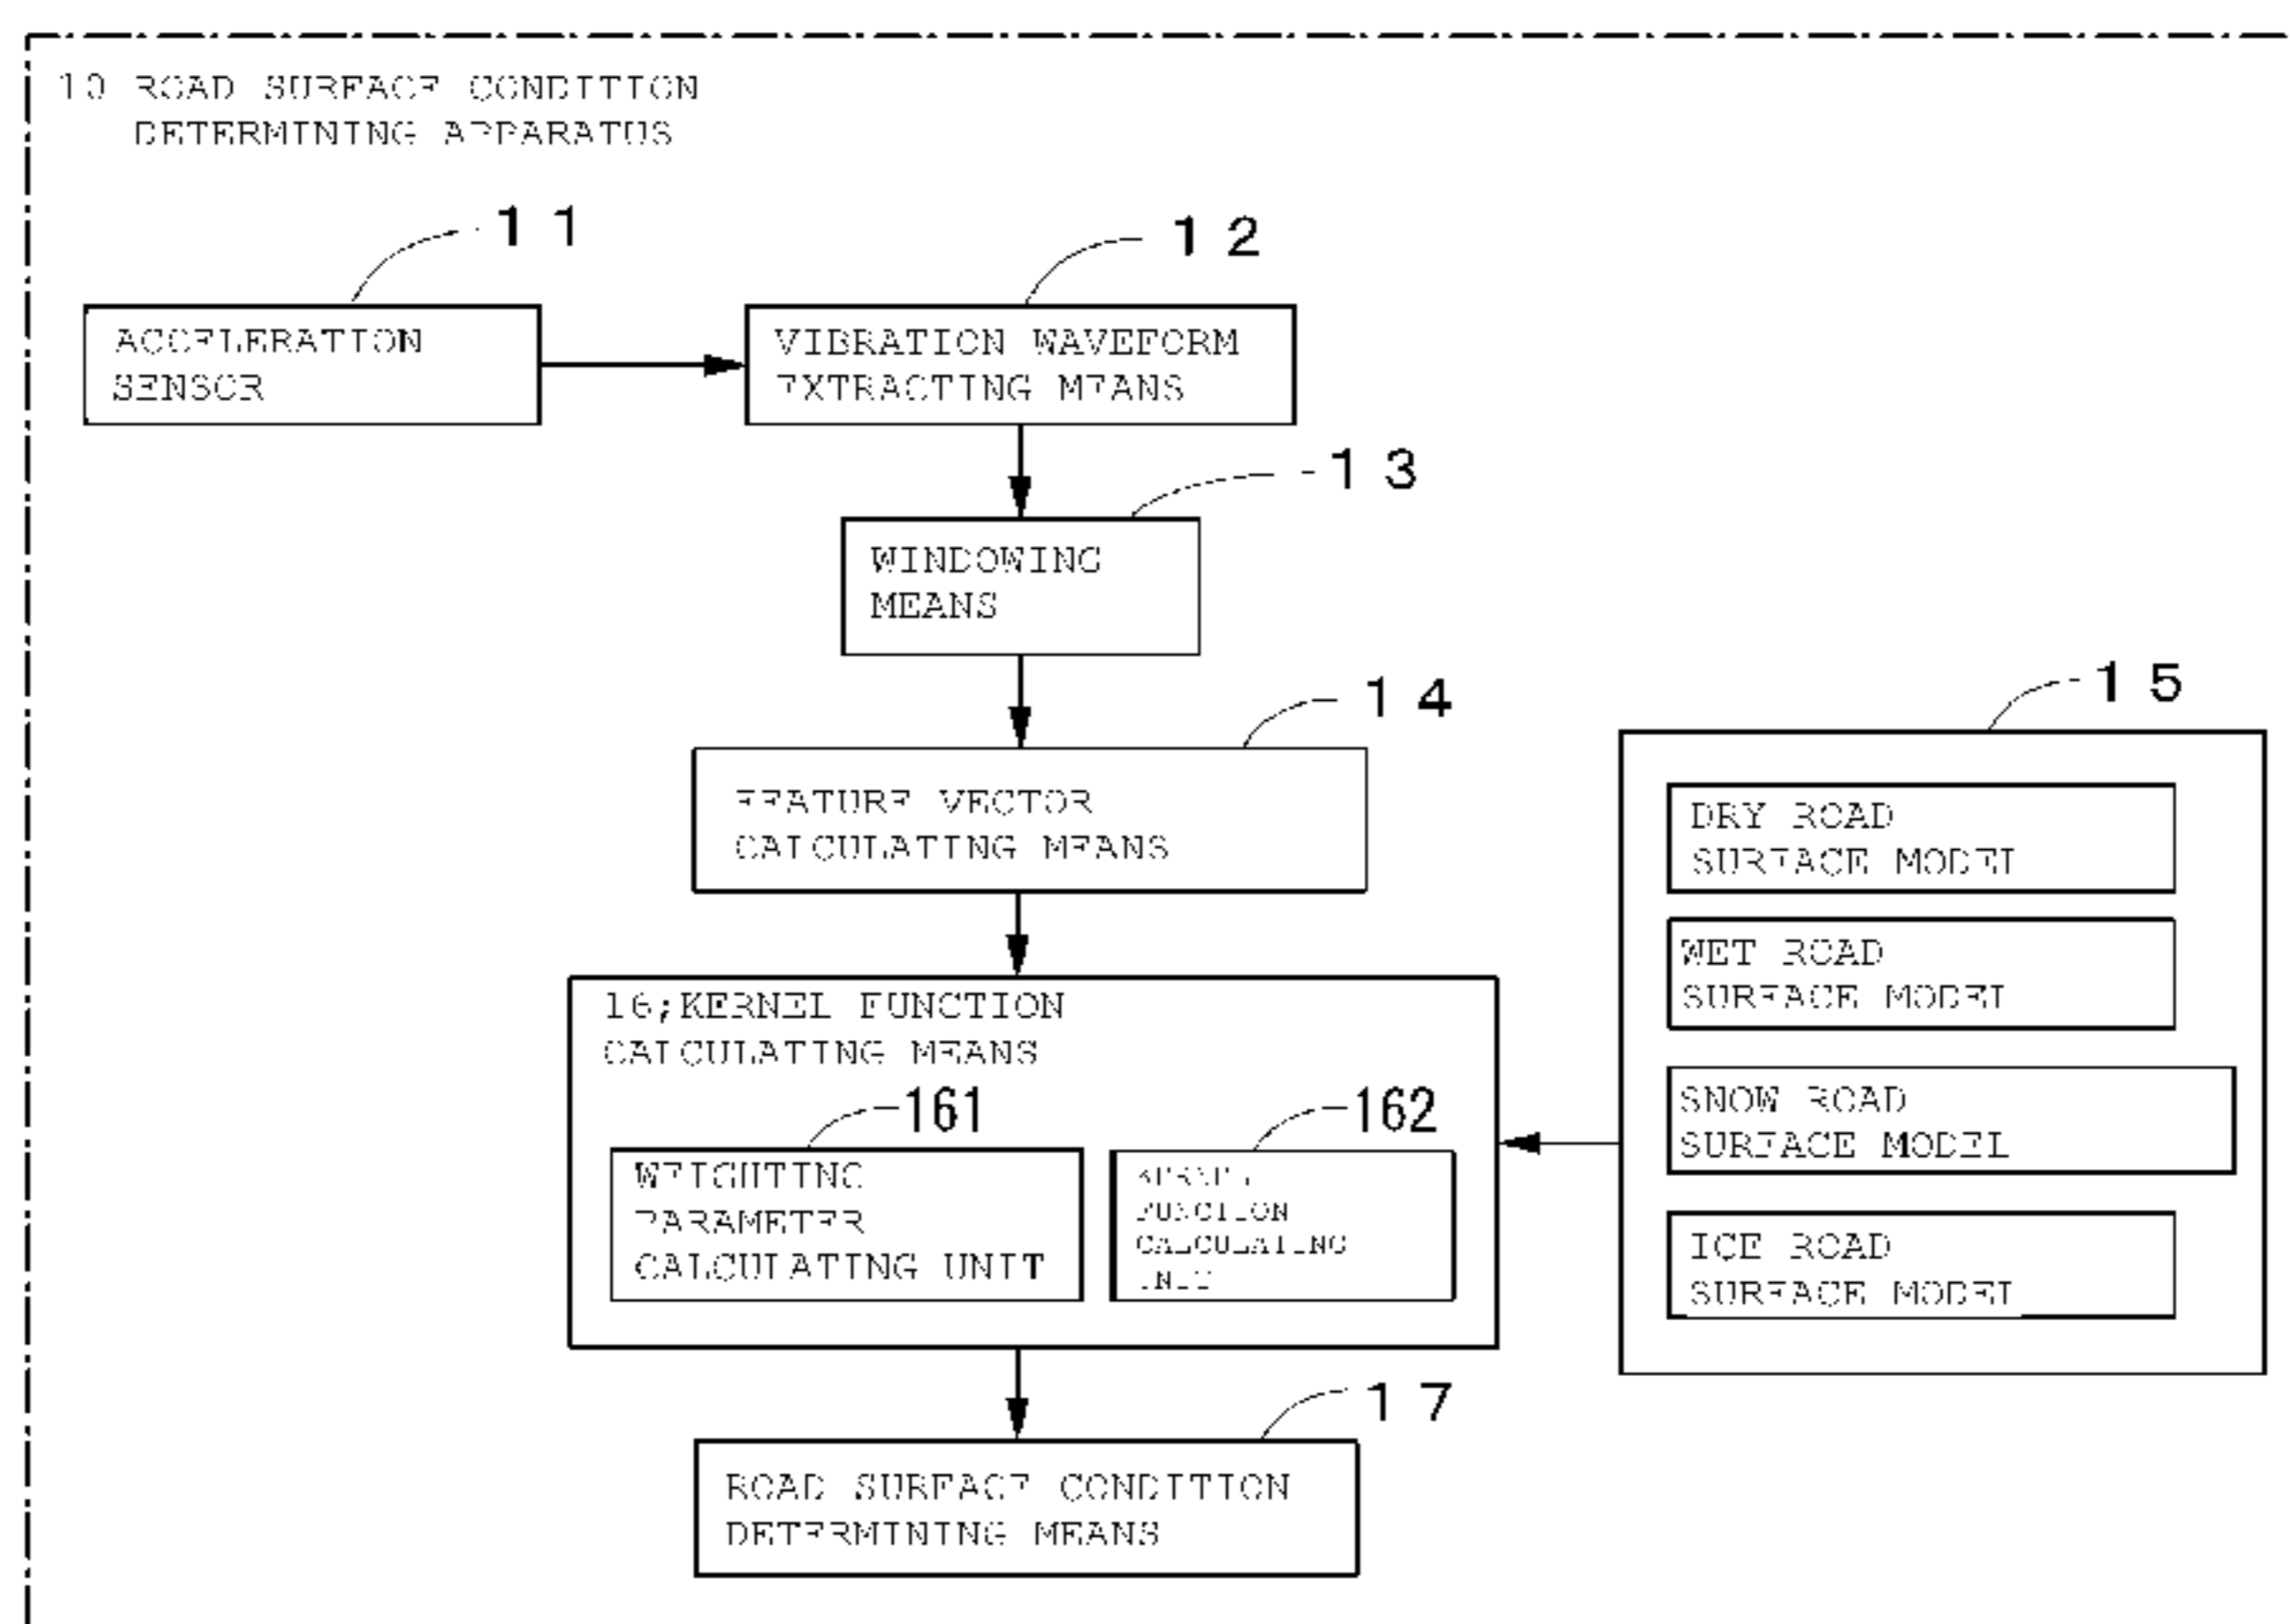 10 ROAD SURFACE CONDITION
DETERMINING APPARATUS
11
12
ACCELERATION
SENSOR
VIBRATION WAVEFORM
EXTRACTING MEANS
13
WINDOWING
MEANS
14
FEATURE VECTOR
CALCULATING MEANS
15
DRY ROAD
SURFACE MODEL
WET ROAD
SURFACE MODEL
SNOW ROAD
SURFACE MODEL
ICE ROAD
SURFACE MODEL
16;KERNEL FUNCTION
CALCULATING MEANS
161
WEIGHTING
PARAMETER
CALCULATING UNIT
162
KERNEL
FUNCTION
CALCULATING
UNIT
17
ROAD SURFACE CONDITION
DETERMINING MEANS